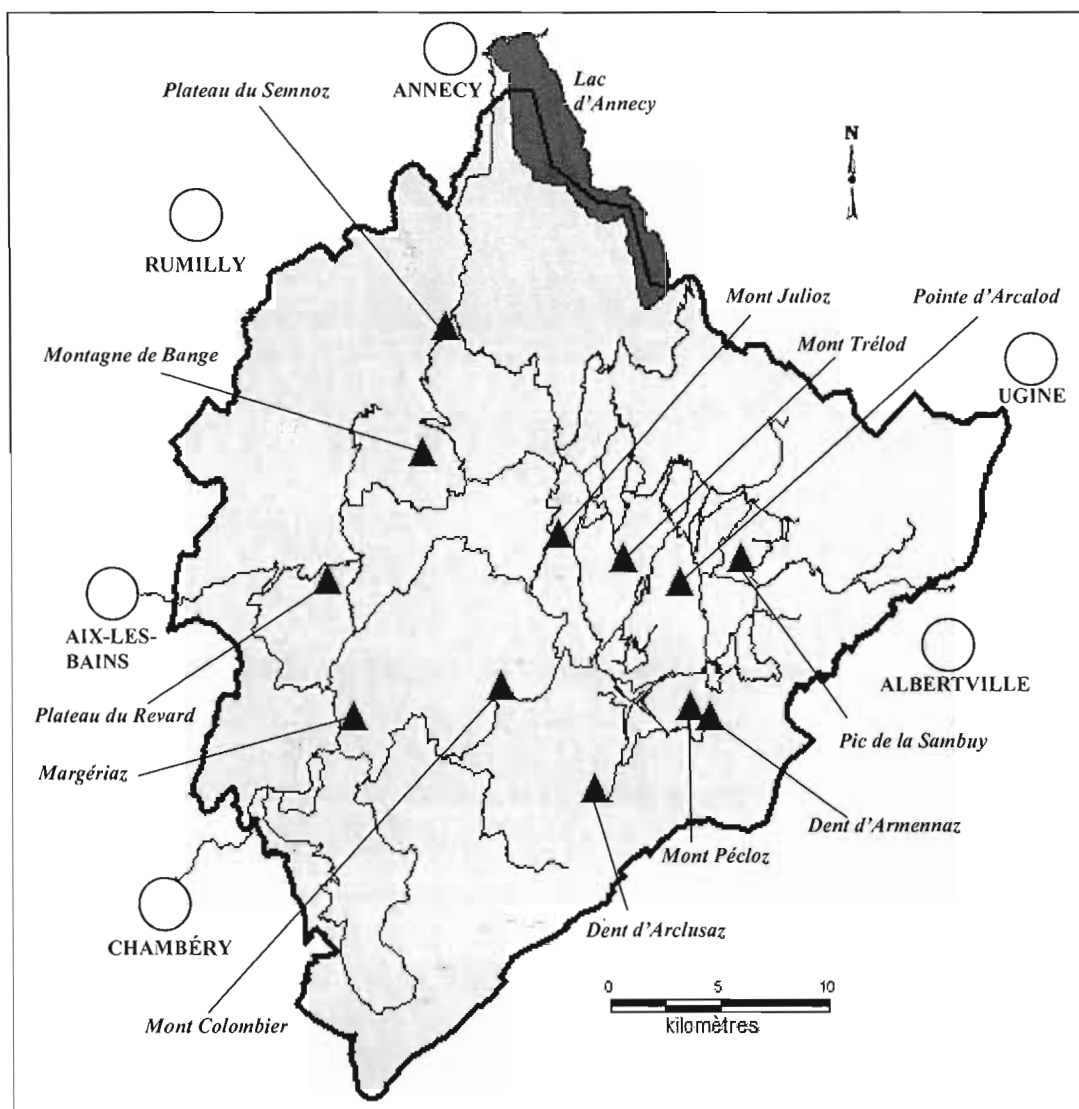 Lac
d'Annecy
ANNECY
Plateau du Semnoz
N
RUMILLY
Mont Julioz
Pointe d'Arcalod
Mont Trélod
Montagne de Bange
UGINE
AIX-LES-
BAINS
ALBERTVILLE
Plateau du Revard
Pic de la Sambuy
Margériaz
Dent d'Armennaz
Mont Pécloz
CHAMBÉRY
Dent d'Arclusaz
Mont Colombier
0 5 10
kilomètres